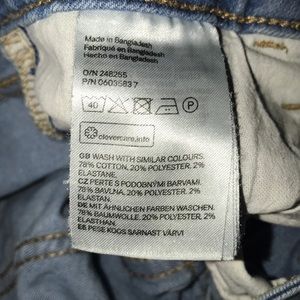 Made in Bangladesh
Fabriqué en Bangladesh
Hecho en Bangladesh
O/N 248255
P/N 06035837
40 P
clevercare.info
GB WASH WITH SIMILAR COLOURS.
78% COTTON, 20% POLYESTER, 2%
ELASTANE.
CZ PERTE S PODOBNÝMI BARVAMI.
78% BAVLNA, 20% POLYESTER, 2%
ELASTAN.
DE MIT ÄHNLICHEN FARBEN WASCHEN.
78% BAUMWOLLE, 20% POLYESTER, 2%
ELASTHAN.
EE PESE KOOS SARNAST VÄRVI